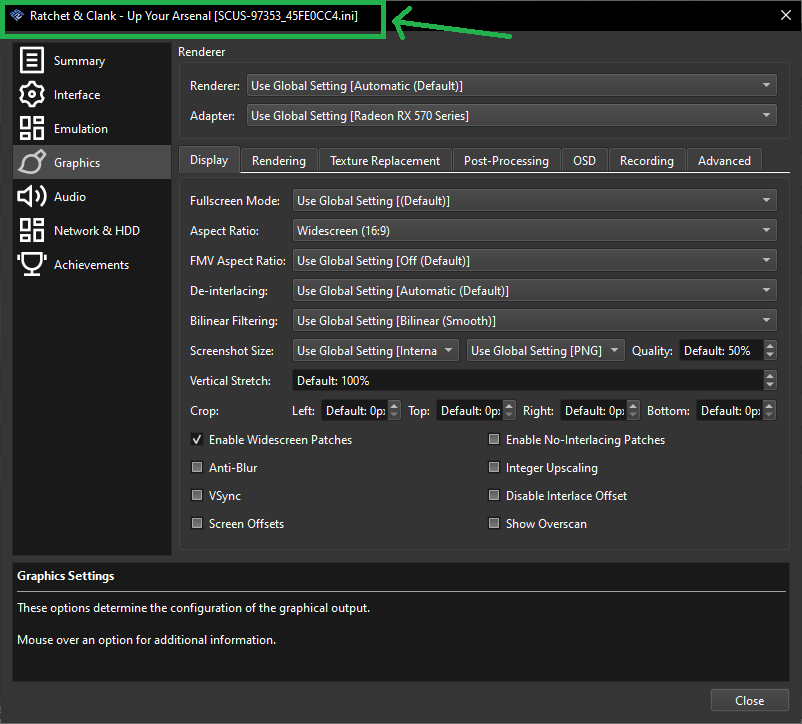 Ratchet & Clank - Up Your Arsenal [SCUS-97353_45FE0CC4.ini]
Summary
Interface
Emulation
Graphics
Audio
Network & HDD
Achievements
Renderer
Renderer: Use Global Setting [Automatic (Default)]
Adapter: Use Global Setting [Radeon RX 570 Series]
Display Rendering Texture Replacement Post-Processing OSD Recording Advanced
Fullscreen Mode: Use Global Setting [(Default)]
Aspect Ratio: Widescreen (16:9)
FMV Aspect Ratio: Use Global Setting [Off (Default)]
De-interlacing: Use Global Setting [Automatic (Default)]
Bilinear Filtering: Use Global Setting [Bilinear (Smooth)]
Screenshot Size: Use Global Setting [Interna Use Global Setting [PNG] Quality: Default: 50%
Vertical Stretch: Default: 100%
Crop: Left: Default: 0px Top: Default: 0px Right: Default: 0px Bottom: Default: 0px
Enable Widescreen Patches Enable No-Interlacing Patches
Anti-Blur Integer Upscaling
VSync Disable Interlace Offset
Screen Offsets Show Overscan
Graphics Settings
These options determine the configuration of the graphical output.
Mouse over an option for additional information.
Close